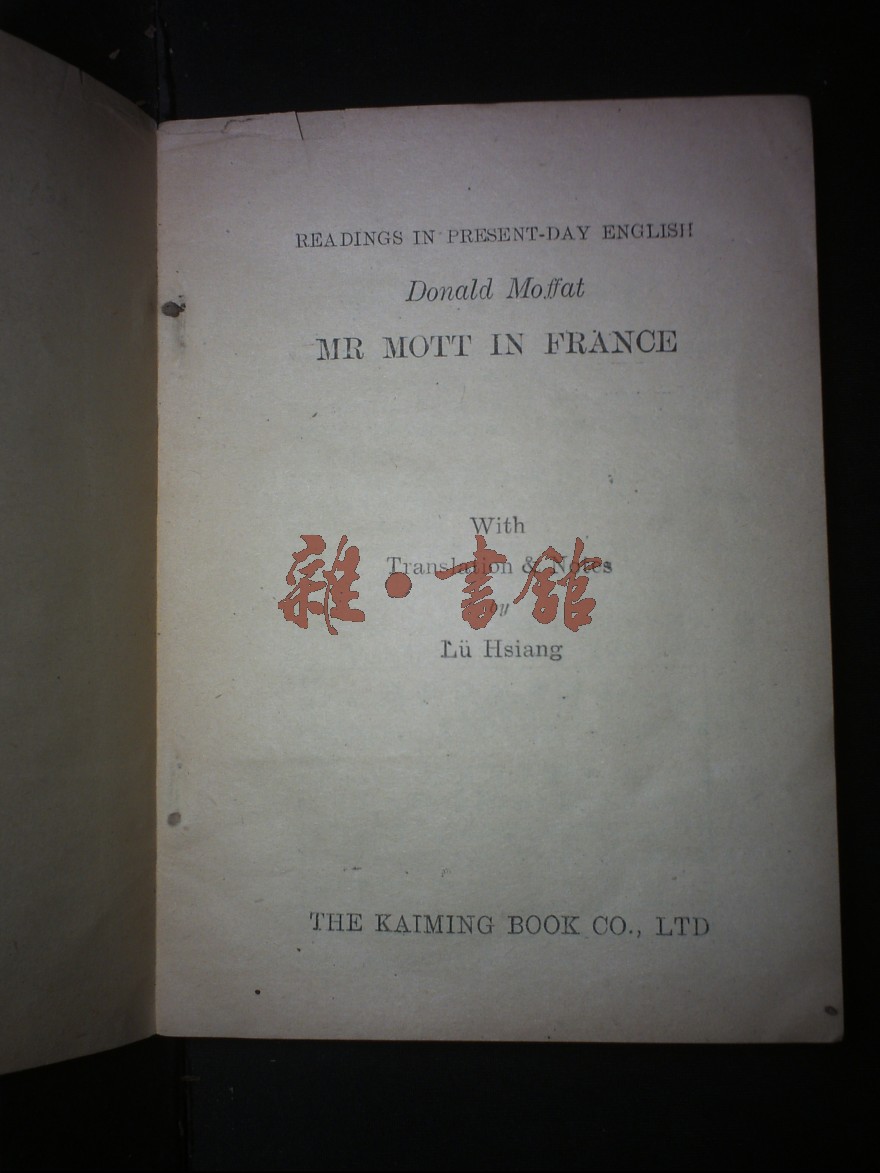 READINGS IN PRESENT-DAY ENGLISH
Donald Moffat
MR MOTT IN FRANCE
With
Translation & Notes
by
Lü Hsiang
雜·書館
THE KAIMING BOOK CO., LTD